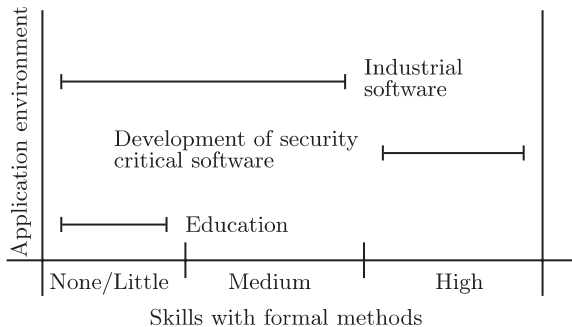 Application environment
Industrial
software
Development of security
critical software
Education
None/Little
Medium
High
Skills with formal methods